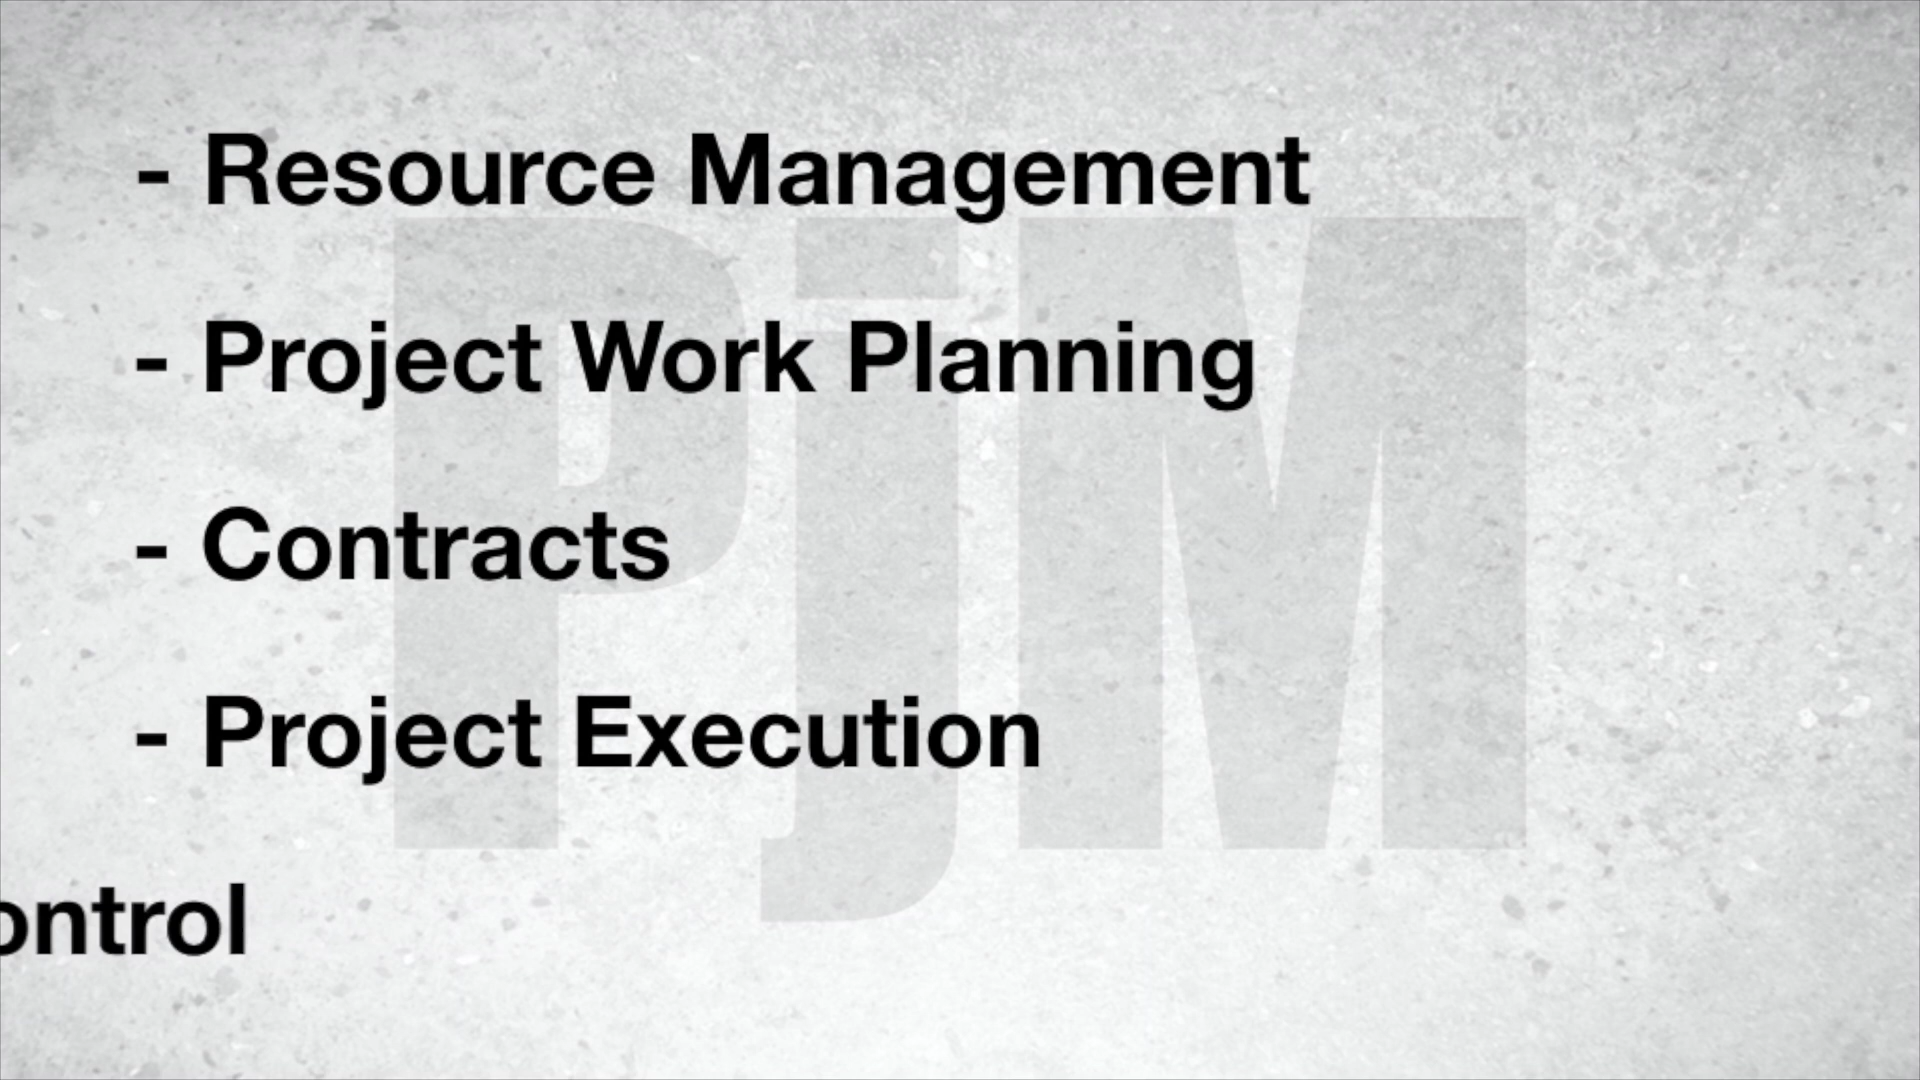 - Resource Management
- Project Work Planning
- Contracts
- Project Execution
ontrol
PjM